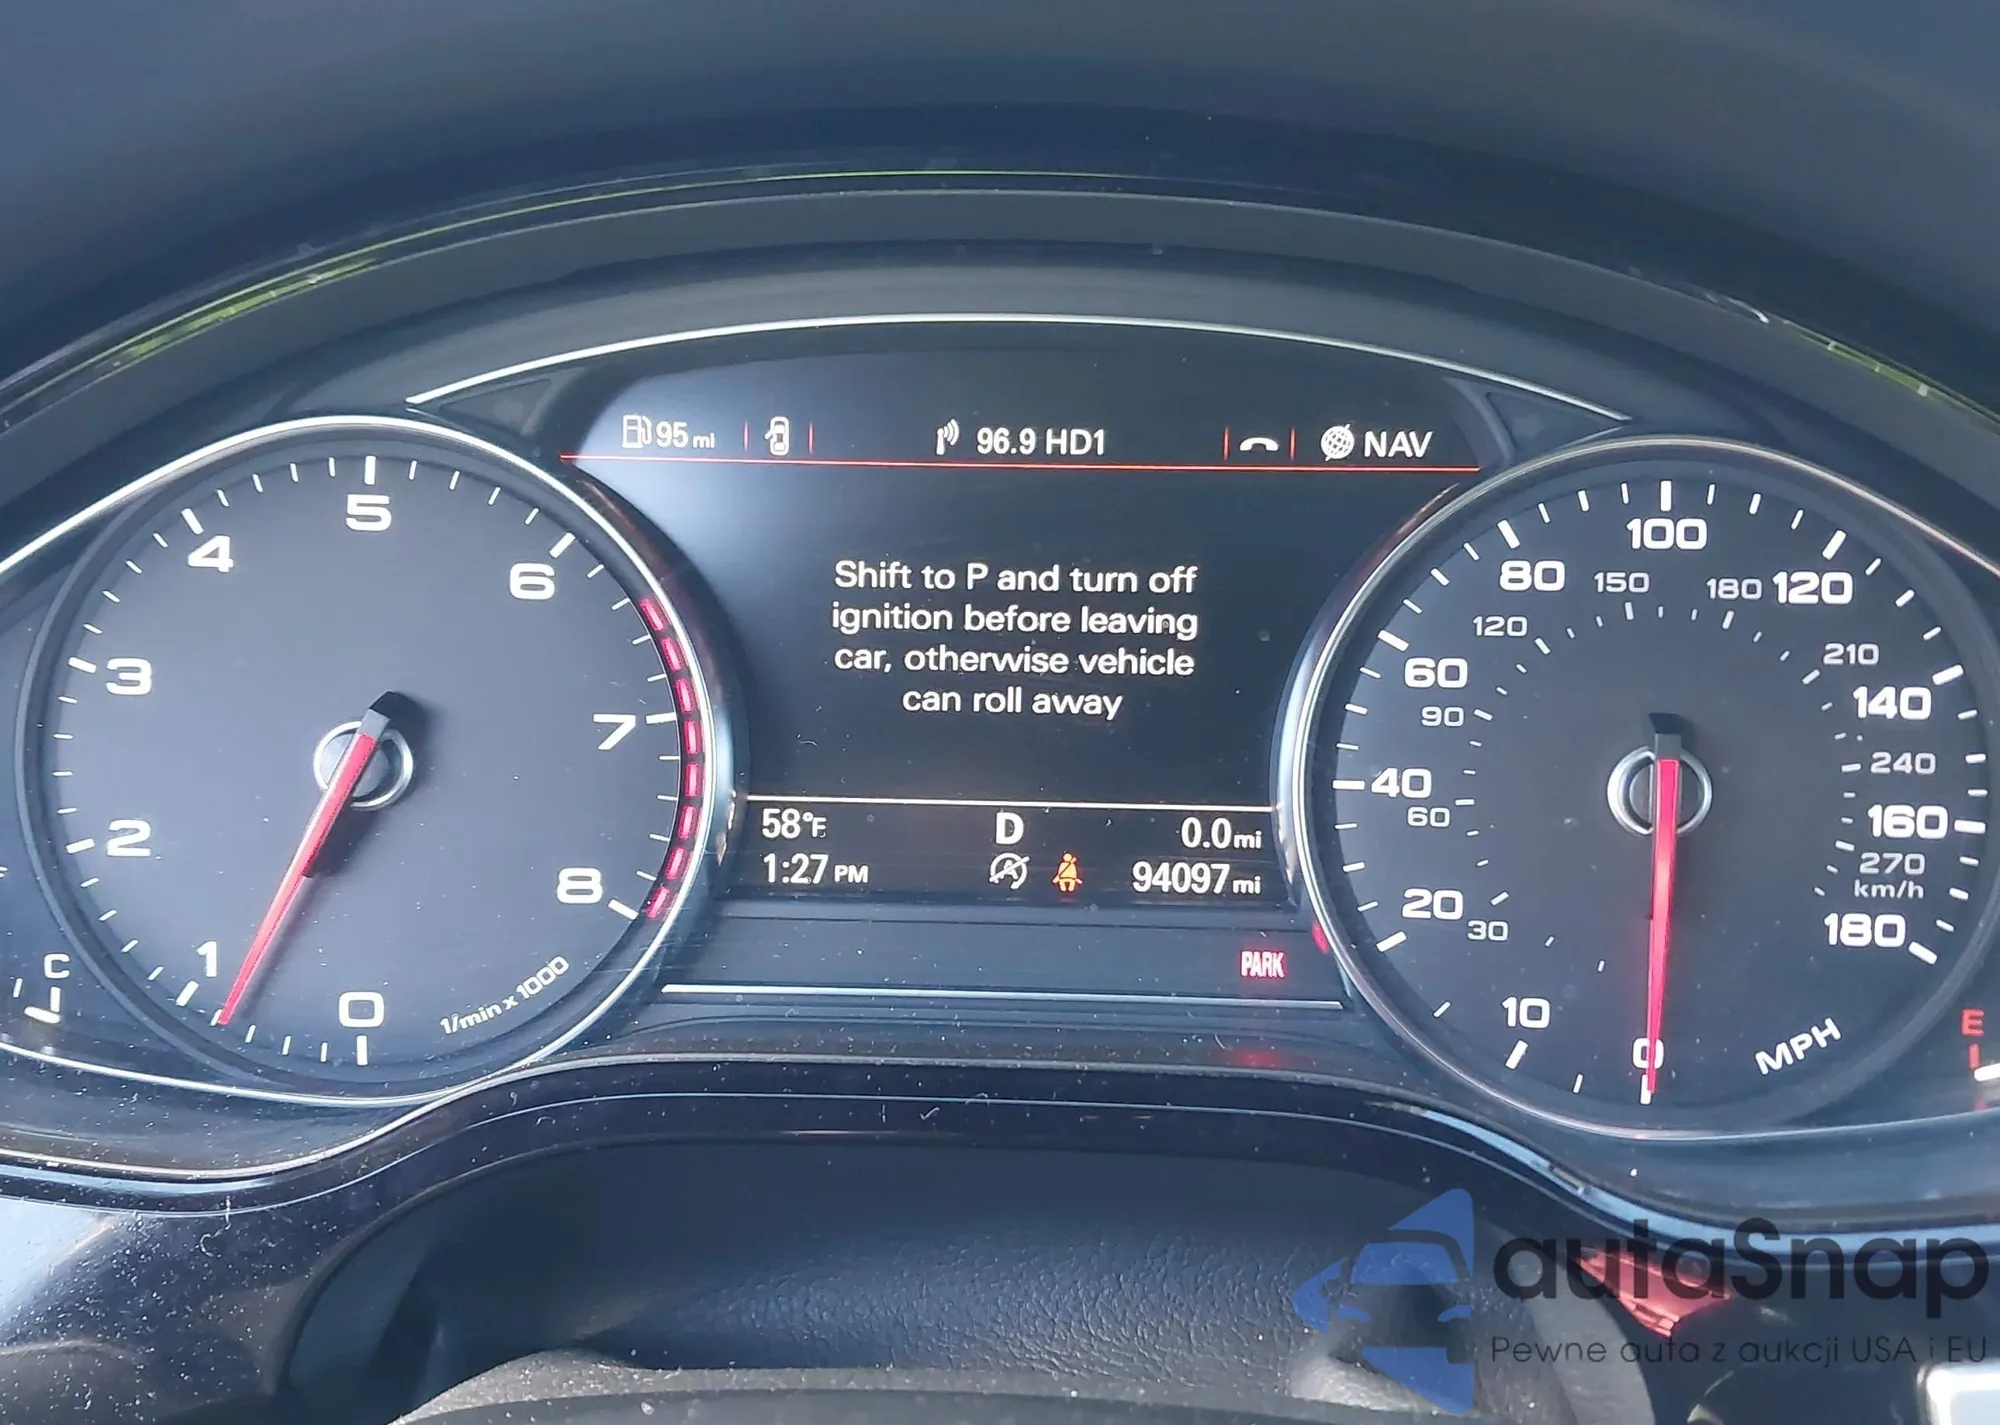 95 mi
96.9 HD1
NAV
Shift to P and turn off
ignition before leaving
car, otherwise vehicle
can roll away
58°F
D
0.0 mi
1:27 PM
94097 mi
PARK
0
1
2
3
4
5
6
7
8
1/min x 1000
C
0
10
20
40
60
80
100
120
140
160
180
MPH
30
60
90
120
150
180
210
240
270
km/h
E
autaSnap
Pewne auta z aukcji USA i EU